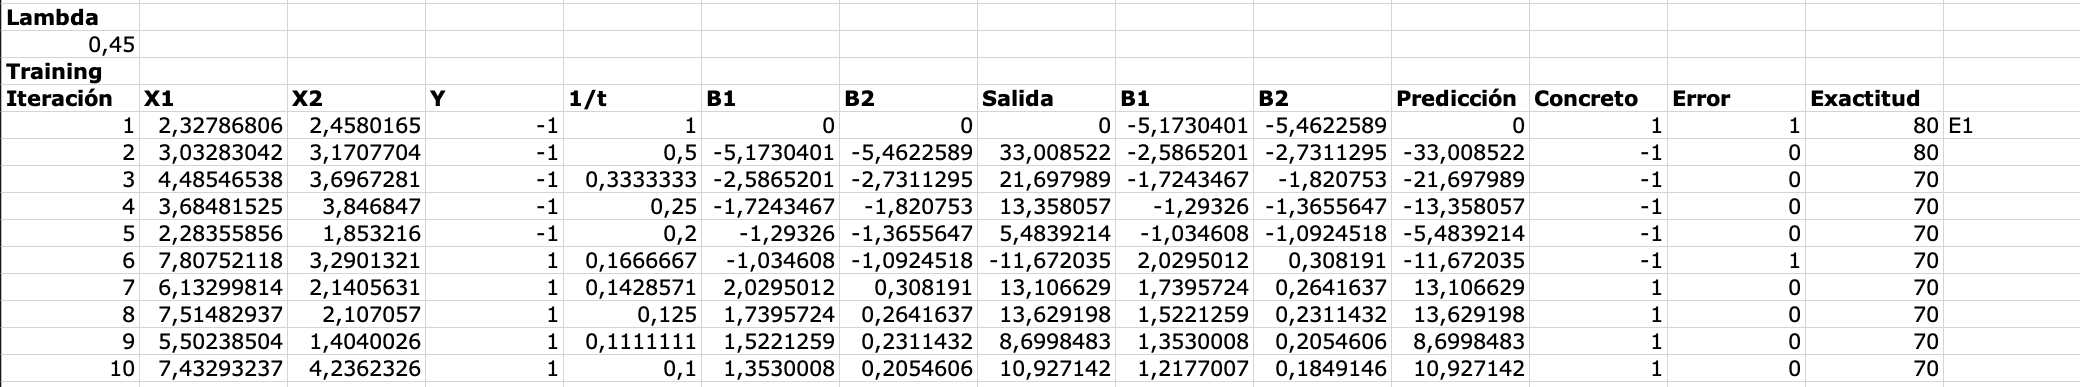 Lambda
0,45
Training
Iteración X1 X2 Y 1/t B1 B2 Salida B1 B2 Predicción Concreto Error Exactitud
1 2,32786806 2,4580165 -1 1 0 0 0 -5,1730401 -5,4622589 0 1 1 80 E1
2 3,03283042 3,1707704 -1 0,5 -5,1730401 -5,4622589 33,008522 -2,5865201 -2,7311295 -33,008522 -1 0 80
3 4,48546538 3,6967281 -1 0,3333333 -2,5865201 -2,7311295 21,697989 -1,7243467 -1,820753 -21,697989 -1 0 70
4 3,68481525 3,846847 -1 0,25 -1,7243467 -1,820753 13,358057 -1,29326 -1,3655647 -13,358057 -1 0 70
5 2,28355856 1,853216 -1 0,2 -1,29326 -1,3655647 5,4839214 -1,034608 -1,0924518 -5,4839214 -1 0 70
6 7,80752118 3,2901321 1 0,1666667 -1,034608 -1,0924518 -11,672035 2,0295012 0,308191 -11,672035 -1 1 70
7 6,13299814 2,1405631 1 0,1428571 2,0295012 0,308191 13,106629 1,7395724 0,2641637 13,106629 1 0 70
8 7,51482937 2,107057 1 0,125 1,7395724 0,2641637 13,629198 1,5221259 0,2311432 13,629198 1 0 70
9 5,50238504 1,4040026 1 0,1111111 1,5221259 0,2311432 8,6998483 1,3530008 0,2054606 8,6998483 1 0 70
10 7,43293237 4,2362326 1 0,1 1,3530008 0,2054606 10,927142 1,2177007 0,1849146 10,927142 1 0 70